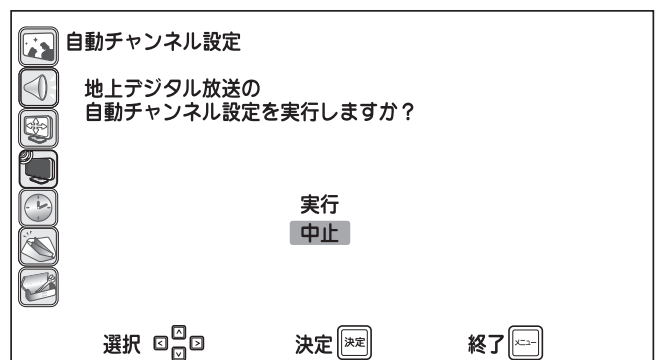 自動チャンネル設定
地上デジタル放送の
自動チャンネル設定を実行しますか？
実行
中止
選択 決定 決定 終了 メニュー